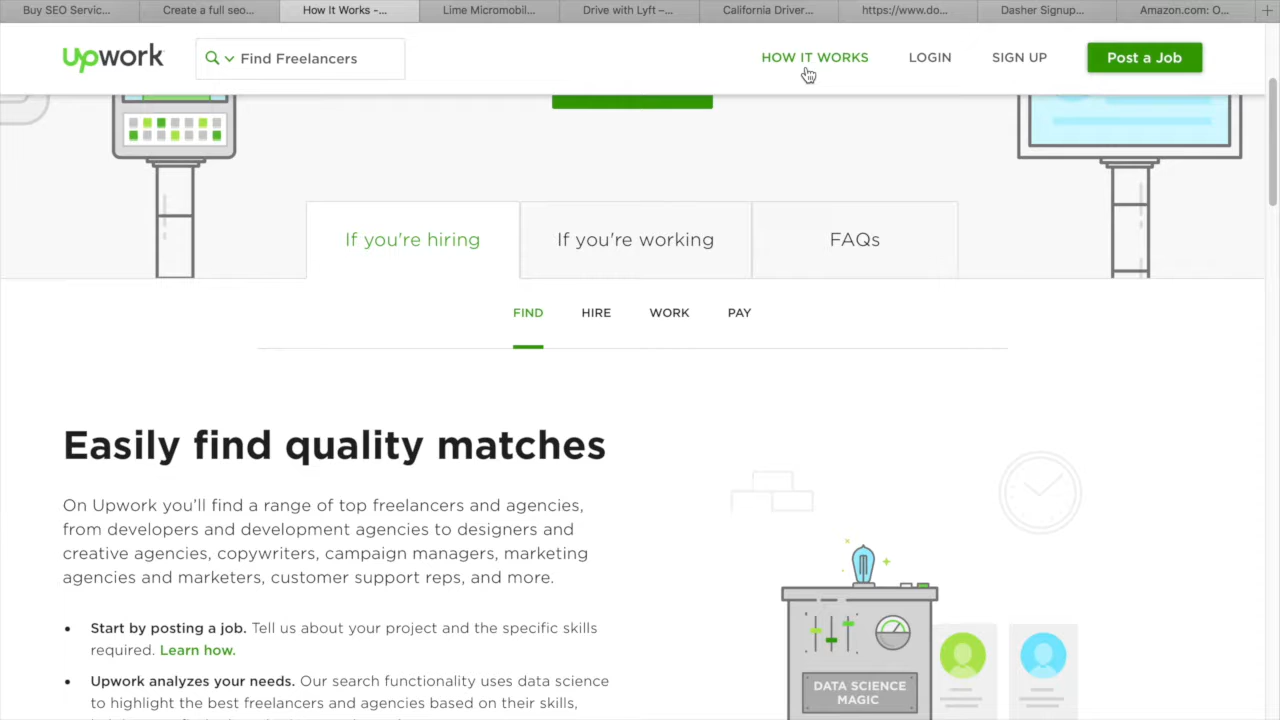 Buy SEO Servic...
Create a full seo...
How It Works -...
Lime Micromobil...
Drive with Lyft –...
California Driver...
https://www.do...
Dasher Signup...
Amazon.com: O...
upwork
Find Freelancers
HOW IT WORKS
LOGIN
SIGN UP
Post a Job
If you're hiring
If you're working
FAQs
FIND
HIRE
WORK
PAY
Easily find quality matches
On Upwork you'll find a range of top freelancers and agencies,
from developers and development agencies to designers and
creative agencies, copywriters, campaign managers, marketing
agencies and marketers, customer support reps, and more.
Start by posting a job. Tell us about your project and the specific skills
required. Learn how.
Upwork analyzes your needs. Our search functionality uses data science
to highlight the best freelancers and agencies based on their skills,
DATA SCIENCE
MAGIC